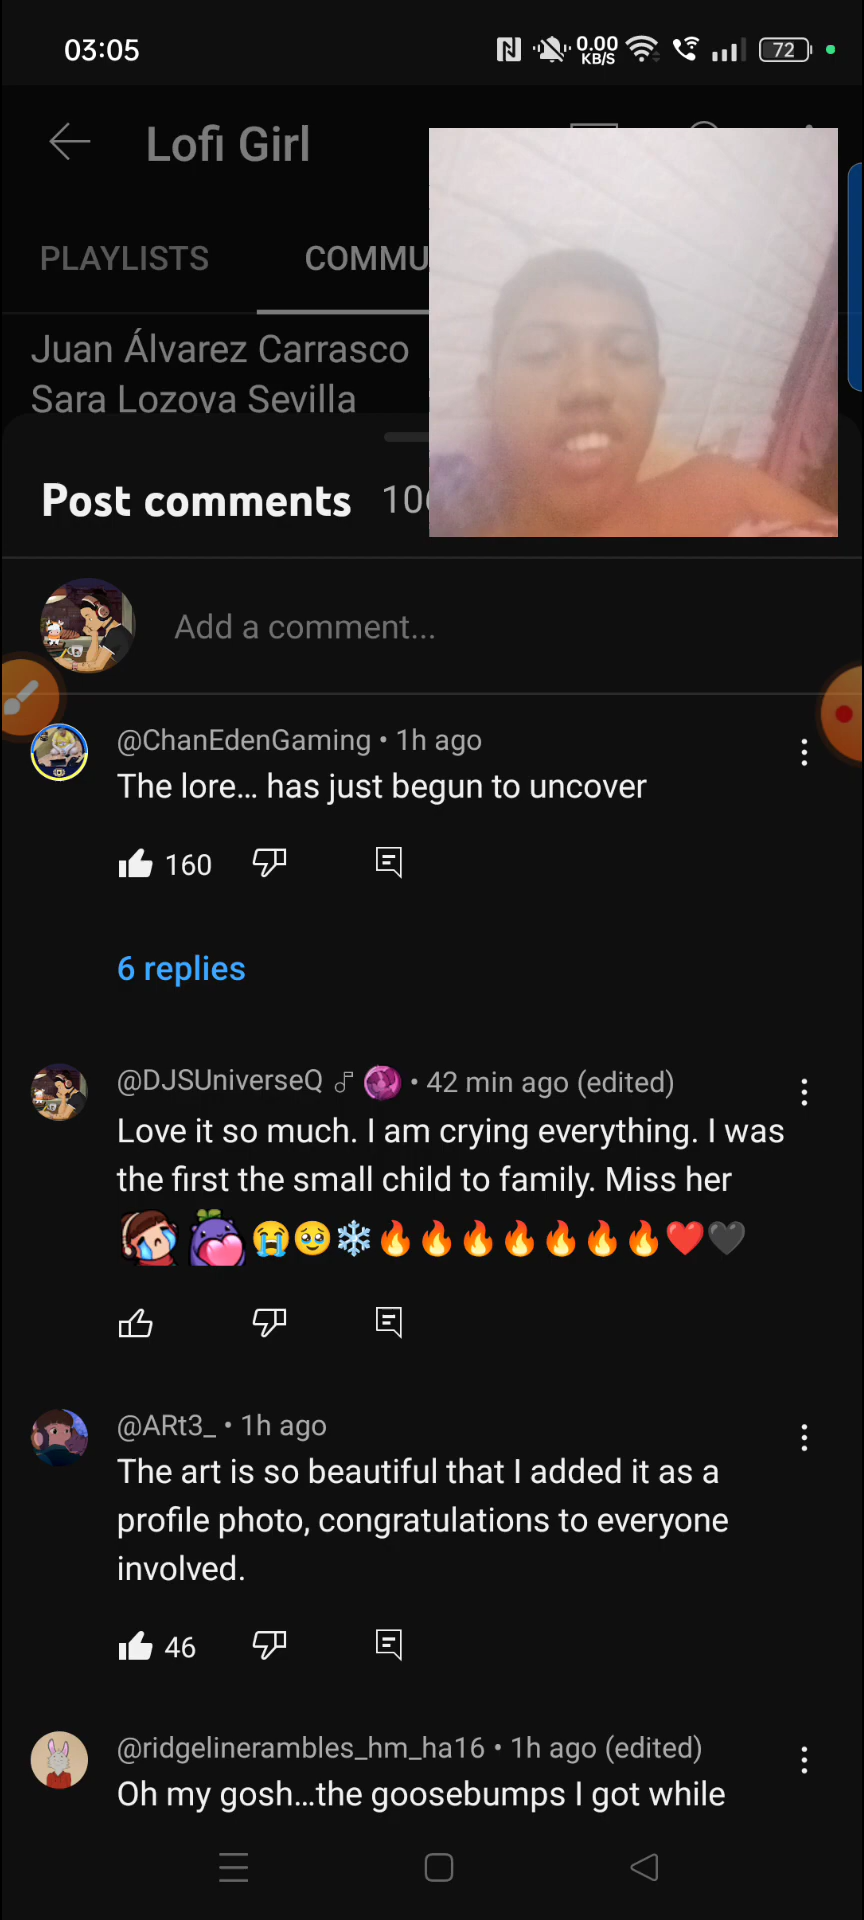 03:05
0.00
KB/S
72
Lofi Girl
PLAYLISTS
COMMU
Juan Álvarez Carrasco
Sara Lozova Sevilla
Post comments 10
Add a comment...
@ChanEdenGaming • 1h ago
The lore... has just begun to uncover
160
6 replies
@DJSUniverseQ • 42 min ago (edited)
Love it so much. I am crying everything. I was
the first the small child to family. Miss her
😭🥹❄️🔥🔥🔥🔥🔥🔥🔥❤️🖤
@ARt3_ • 1h ago
The art is so beautiful that I added it as a
profile photo, congratulations to everyone
involved.
46
@ridgelinerambles_hm_ha16 • 1h ago (edited)
Oh my gosh...the goosebumps I got while